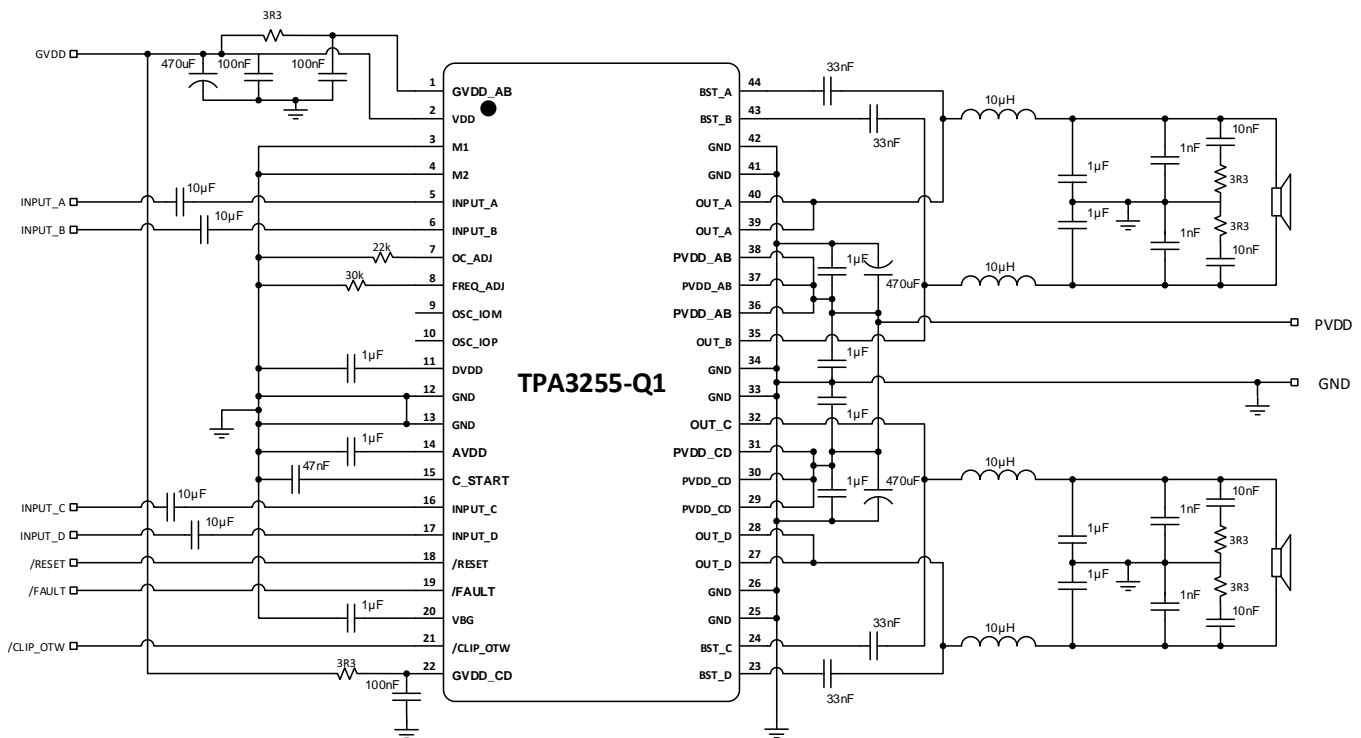 3R3
GVDD
470uF
100nF
100nF
1
GVDD_AB
2
VDD
3
M1
4
M2
INPUT_A
10µF
5
INPUT_A
INPUT_B
10µF
6
INPUT_B
22k
7
OC_ADJ
30k
8
FREQ_ADJ
9
OSC_IOM
10
OSC_IOP
1µF
11
DVDD
12
GND
13
GND
1µF
14
AVDD
47nF
15
C_START
INPUT_C
10µF
16
INPUT_C
INPUT_D
10µF
17
INPUT_D
/RESET
18
/RESET
/FAULT
19
/FAULT
1µF
20
VBG
/CLIP_OTW
21
/CLIP_OTW
3R3
22
GVDD_CD
100nF
TPA3255-Q1
BST_A
44
33nF
BST_B
43
33nF
GND
42
GND
41
OUT_A
40
OUT_A
39
PVDD_AB
38
PVDD_AB
37
PVDD_AB
36
OUT_B
35
GND
34
GND
33
OUT_C
32
PVDD_CD
31
PVDD_CD
30
PVDD_CD
29
OUT_D
28
OUT_D
27
GND
26
GND
25
BST_C
24
33nF
BST_D
23
33nF
1µF
470uF
1µF
1µF
1µF
470uF
10µH
10nF
1nF
1µF
3R3
1µF
3R3
1nF
10nF
10µH
PVDD
GND
10µH
10nF
1nF
1µF
3R3
1µF
3R3
1nF
10nF
10µH